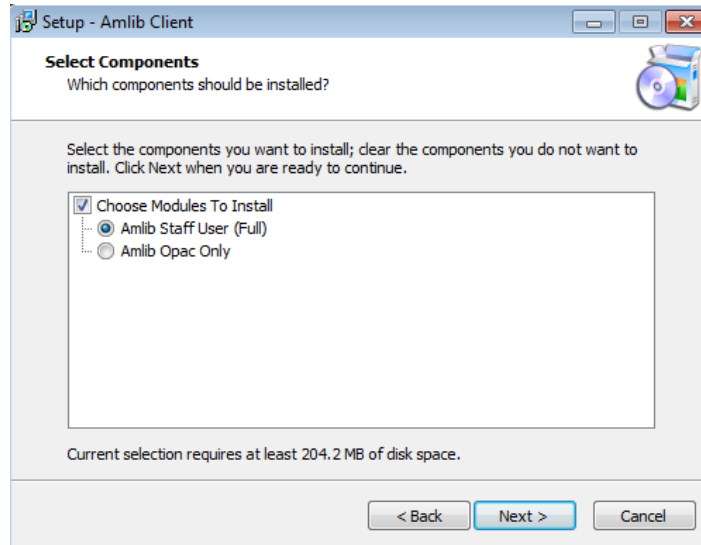 Setup - Amlib Client
Select Components
Which components should be installed?
Select the components you want to install; clear the components you do not want to
install. Click Next when you are ready to continue.
Choose Modules To Install
Amlib Staff User (Full)
Amlib Opac Only
Current selection requires at least 204.2 MB of disk space.
< Back Next > Cancel